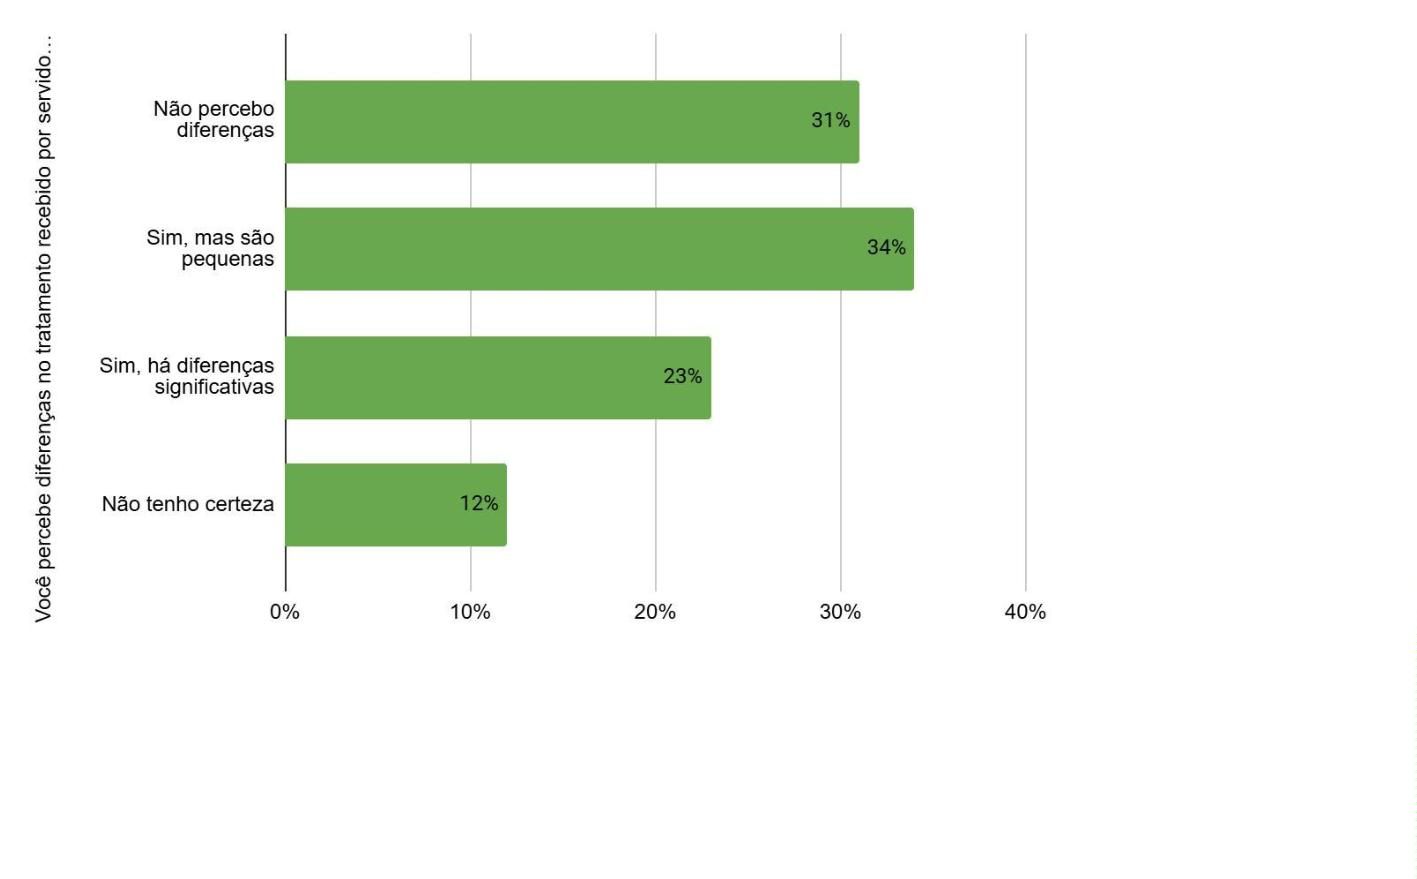 Você percebe diferenças no tratamento recebido por servido…
Não percebo
diferenças
31%
Sim, mas são
pequenas
34%
Sim, há diferenças
significativas
23%
Não tenho certeza
12%
0%
10%
20%
30%
40%